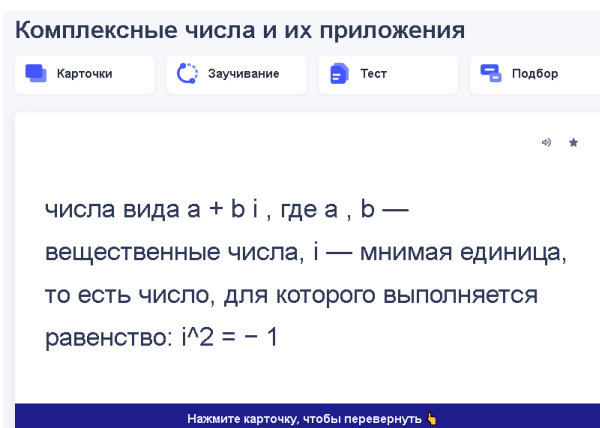 Комплексные числа и их приложения
Карточки Заучивание Тест Подбор
числа вида a + b i , где a , b —
вещественные числа, i — мнимая единица,
то есть число, для которого выполняется
равенство: i^2 = − 1
Нажмите карточку, чтобы перевернуть 👆